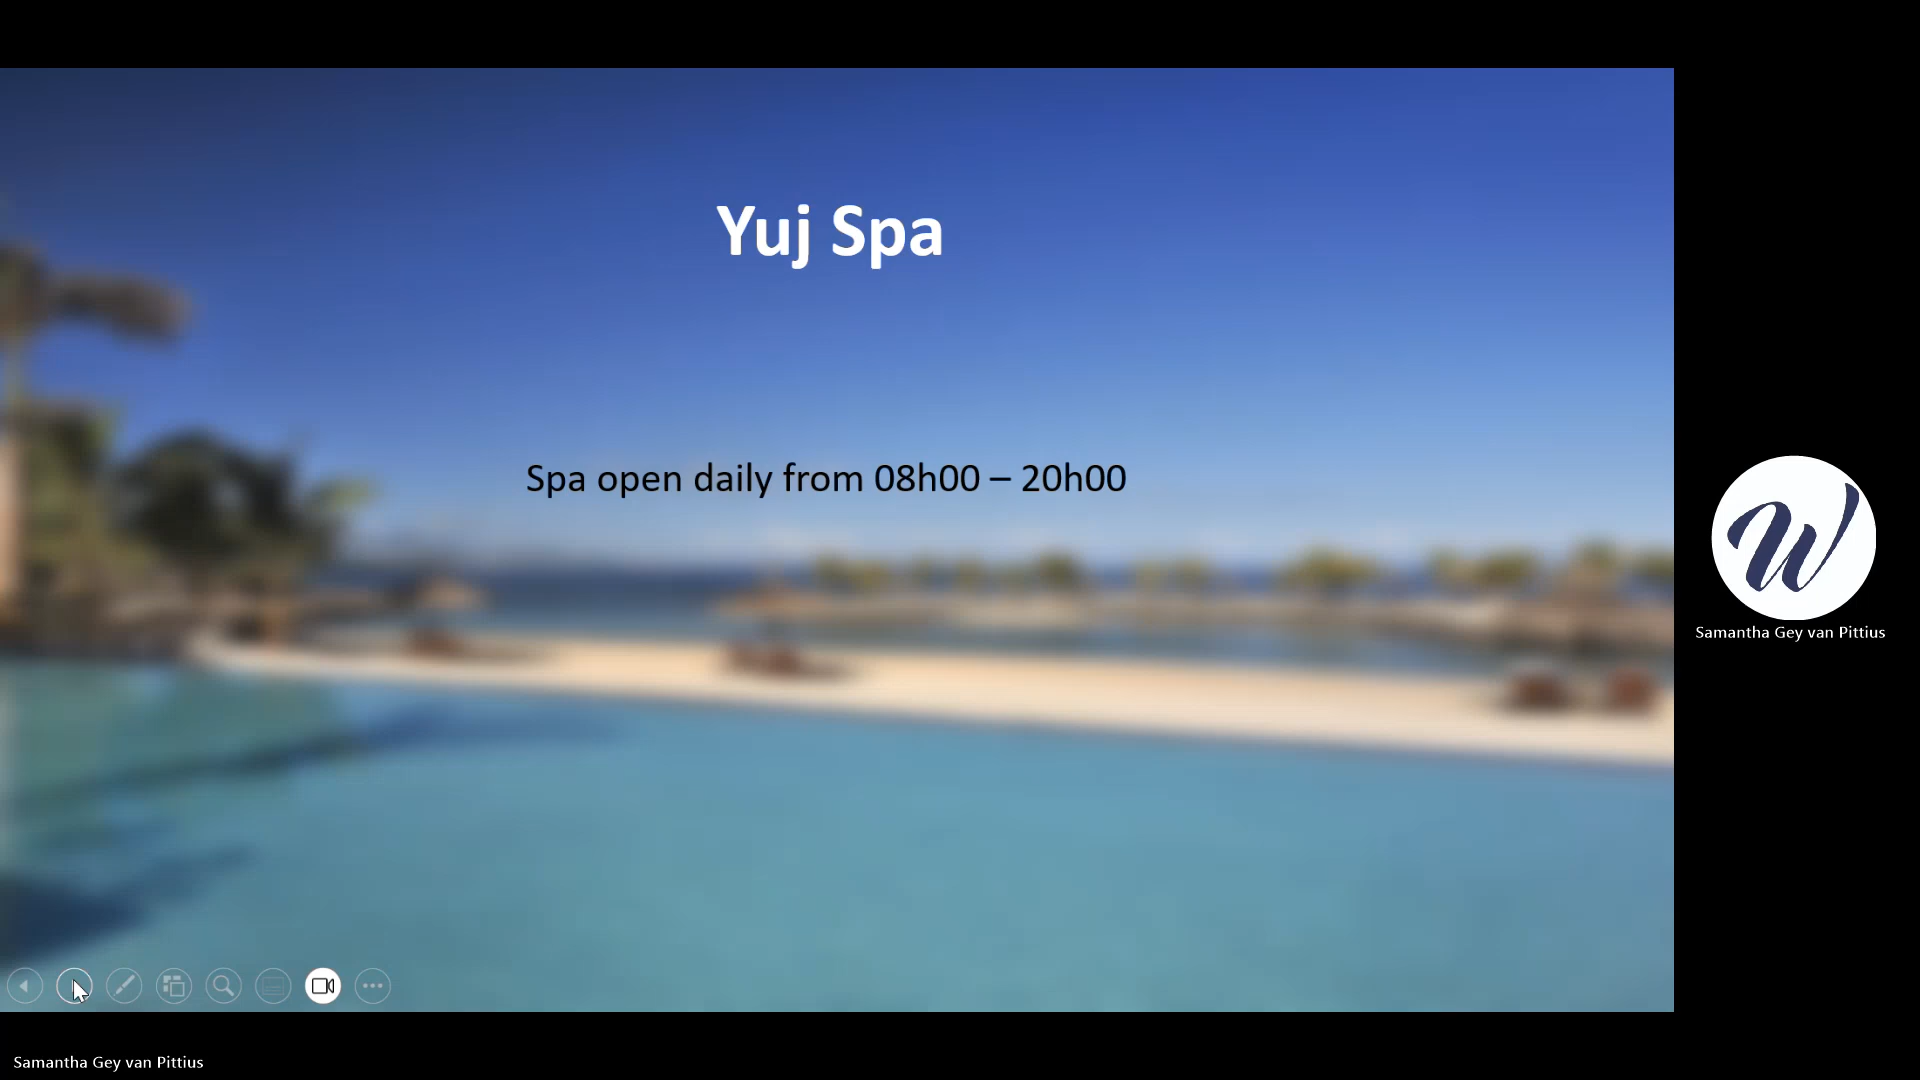 Yuj Spa
Spa open daily from 08h00 – 20h00
W
Samantha Gey van Pittius
Samantha Gey van Pittius